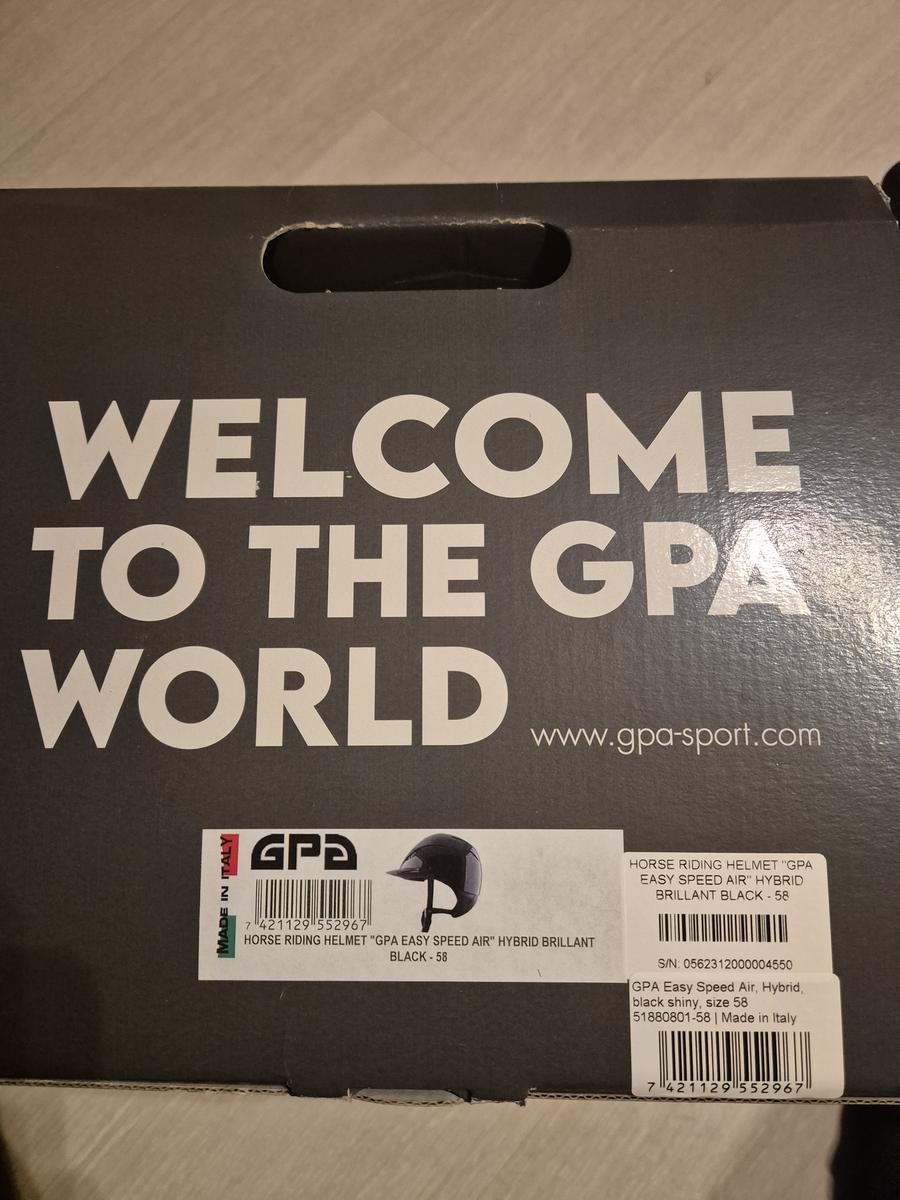 WELCOME
TO THE GPA
WORLD
www.gpa-sport.com
MADE IN ITALY
GPA
7 421129 552967
HORSE RIDING HELMET "GPA EASY SPEED AIR" HYBRID BRILLANT
BLACK - 58
HORSE RIDING HELMET "GPA
EASY SPEED AIR" HYBRID
BRILLANT BLACK - 58
S/N: 0562312000004550
GPA Easy Speed Air, Hybrid,
black shiny, size 58
51880801-58 | Made in Italy
7 421129 552967